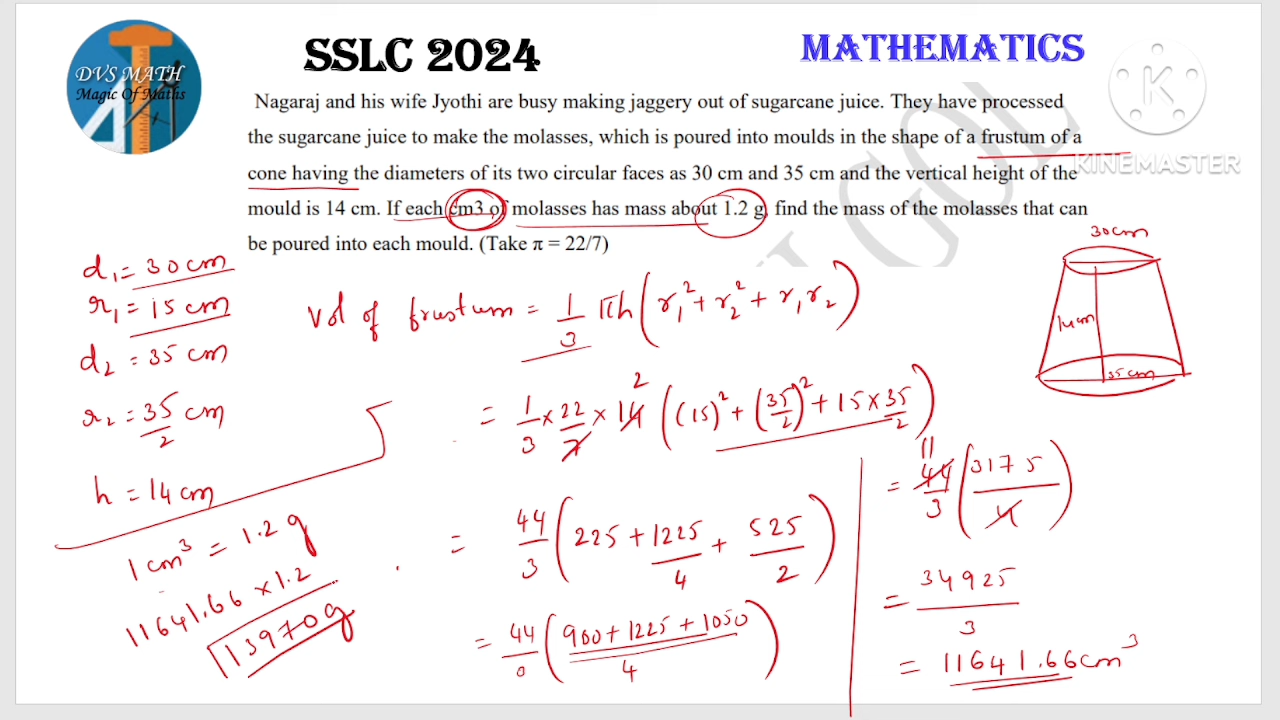 DVS MATH
Magic Of Maths
SSLC 2024
MATHEMATICS
K
KINEMASTER
Nagaraj and his wife Jyothi are busy making jaggery out of sugarcane juice. They have processed
the sugarcane juice to make the molasses, which is poured into moulds in the shape of a frustum of a
cone having the diameters of its two circular faces as 30 cm and 35 cm and the vertical height of the
mould is 14 cm. If each cm3 of molasses has mass about 1.2 g, find the mass of the molasses that can
be poured into each mould. (Take π = 22/7)
d₁ = 30 cm
r₁ = 15 cm
d₂ = 35 cm
r₂ = 35/2 cm
h = 14 cm
1 cm³ = 1.2 g
11641.66 × 1.2
13970g
Vol of frustum = 1/3 πh (r₁² + r₂² + r₁ r₂)
= 1/3 × 22/7 × 14 2 ((15)² + (35/2)² + 15 × 35/2)
= 44/3 (225 + 1225/4 + 525/2)
= 44/ (900 + 1225 + 1050/4)
= 44 11/3 (3175/4)
= 34925/3
= 11641.66 cm³
30cm
14cm
35cm